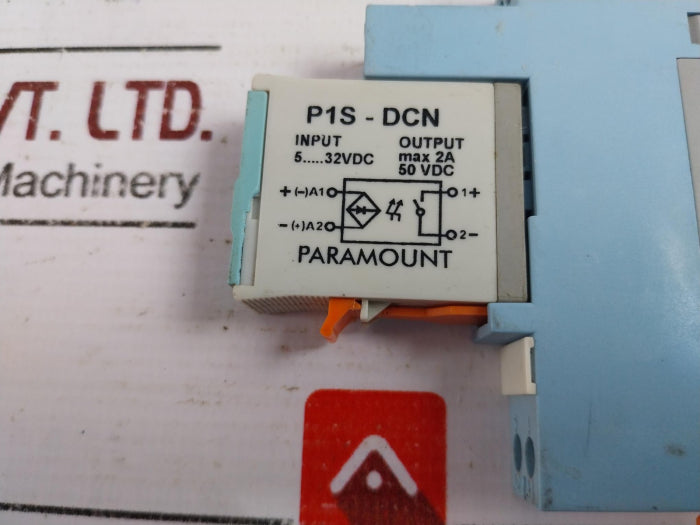 VT. LTD.
Machinery
P1S - DCN
INPUT OUTPUT
5.....32VDC max 2A
50 VDC
+ (-) A1 1+
- (+) A2 2-
PARAMOUNT